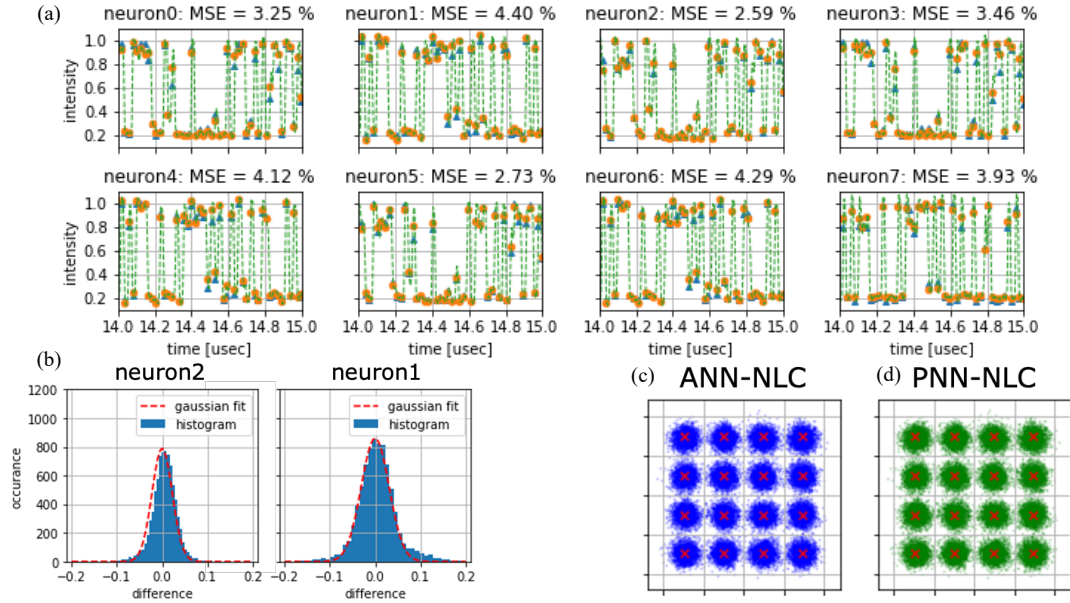 (a)
neuron0: MSE = 3.25 %
neuron1: MSE = 4.40 %
neuron2: MSE = 2.59 %
neuron3: MSE = 3.46 %
intensity
1.0
0.8
0.6
0.4
0.2
neuron4: MSE = 4.12 %
neuron5: MSE = 2.73 %
neuron6: MSE = 4.29 %
neuron7: MSE = 3.93 %
intensity
1.0
0.8
0.6
0.4
0.2
14.0 14.2 14.4 14.6 14.8 15.0
14.0 14.2 14.4 14.6 14.8 15.0
14.0 14.2 14.4 14.6 14.8 15.0
14.0 14.2 14.4 14.6 14.8 15.0
time [usec]
time [usec]
time [usec]
time [usec]
(b)
neuron2
neuron1
occurance
1200
1000
800
600
400
200
0
gaussian fit
histogram
gaussian fit
histogram
−0.2 −0.1 0.0 0.1 0.2
−0.2 −0.1 0.0 0.1 0.2
difference
difference
(c) ANN-NLC
(d) PNN-NLC